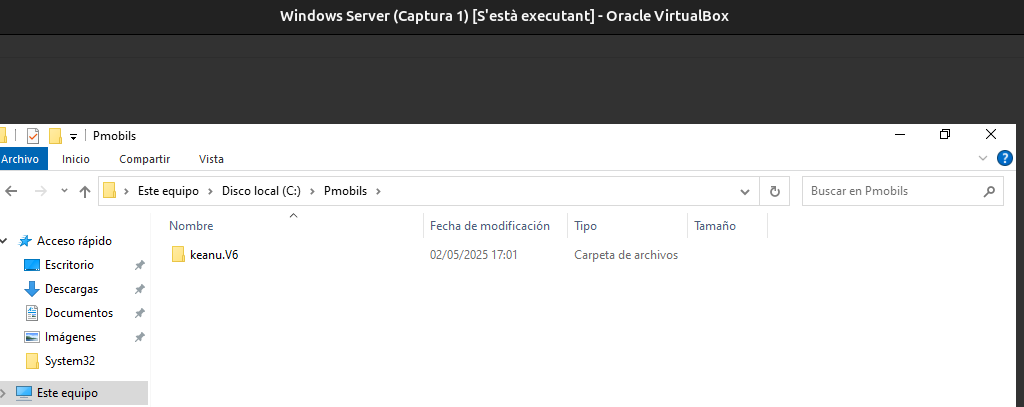 Windows Server (Captura 1) [S'està executant] - Oracle VirtualBox
Pmobils
Archivo Inicio Compartir Vista
Este equipo Disco local (C:) Pmobils Buscar en Pmobils
Nombre Fecha de modificación Tipo Tamaño
Acceso rápido
keanu.V6 02/05/2025 17:01 Carpeta de archivos
Escritorio
Descargas
Documentos
Imágenes
System32
Este equipo